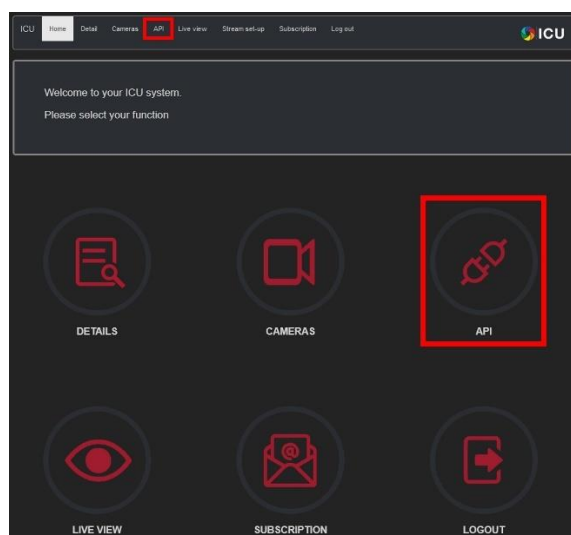 ICU Home Detail Cameras API Live view Stream set-up Subscription Log out ICU
Welcome to your ICU system.
Please select your function
DETAILS CAMERAS API
@
LIVE VIEW SUBSCRIPTION LOGOUT